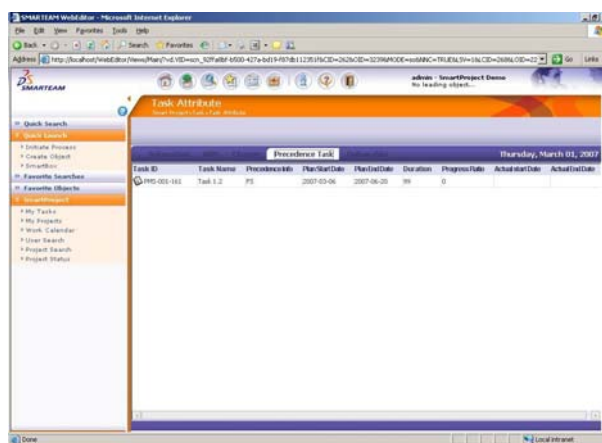 SMARTEAM WebEditor - Microsoft Internet Explorer
File Edit View Favorites Tools Help
Back Search Favorites
Address Go Links
SMARTEAM
admin - SmartProject Demo
No leading object...
Task Attribute
Quick Search
Quick Launch
Initiate Process
Create Object
SmartBox
Favorite Searches
Favorite Objects
SmartProject
My Tasks
My Projects
Work Calendar
User Search
Project Search
Project Status
Precedence Task
Thursday, March 01, 2007
Task ID Task Name Precedence Info Plan Start Date Plan End Date Duration Progress Ratio Actual Start Date Actual End Date
PMS-001-161 Task 1.2 FS 2007-03-06 2007-06-20 99 0
Done Local intranet